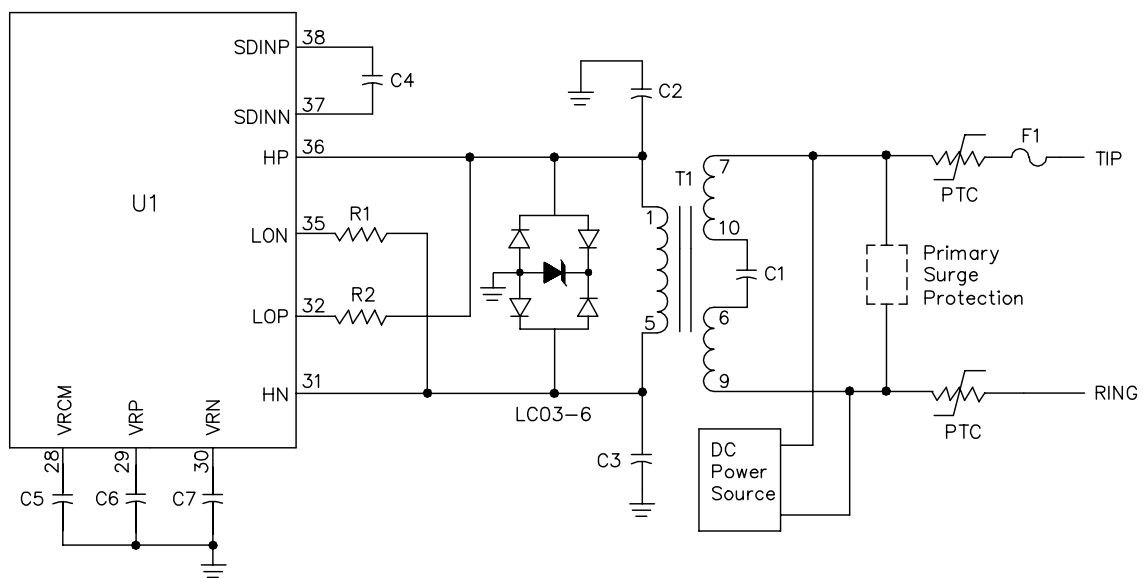 SDINP
38
C4
SDINN
37
HP
36
U1
LON
35
R1
LOP
32
R2
HN
31
VRCM
VRP
VRN
28
29
30
C5
C6
C7
C2
LC03-6
C3
T1
1
5
7
10
6
9
C1
DC
Power
Source
Primary
Surge
Protection
PTC
F1
TIP
PTC
RING